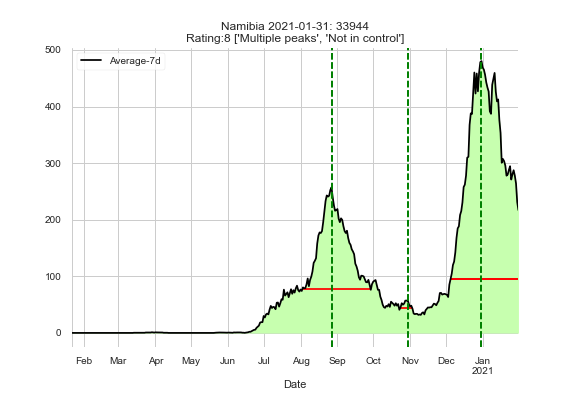 Namibia 2021-01-31: 33944
Rating:8 ['Multiple peaks', 'Not in control']
Average-7d
500
400
300
200
100
0
Feb Mar Apr May Jun Jul Aug Sep Oct Nov Dec Jan
2021
Date